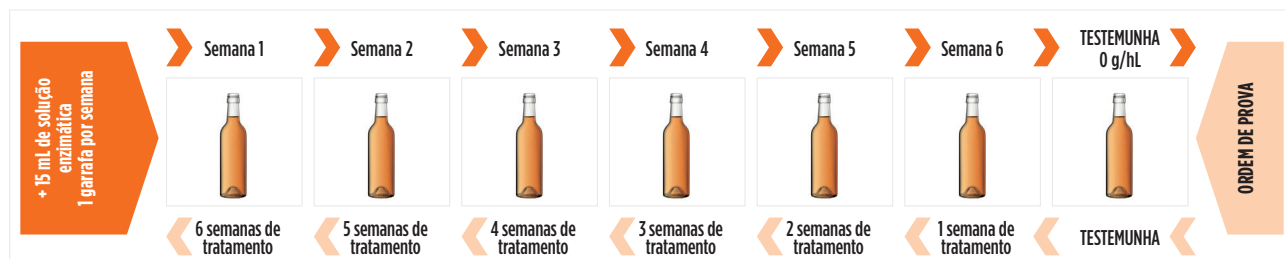 + 15 mL de solução
enzimática
1 garrafa por semana
Semana 1
Semana 2
Semana 3
Semana 4
Semana 5
Semana 6
TESTEMUNHA
0 g/hL
6 semanas de
tratamento
5 semanas de
tratamento
4 semanas de
tratamento
3 semanas de
tratamento
2 semanas de
tratamento
1 semana de
tratamento
TESTEMUNHA
ORDEM DE PROVA